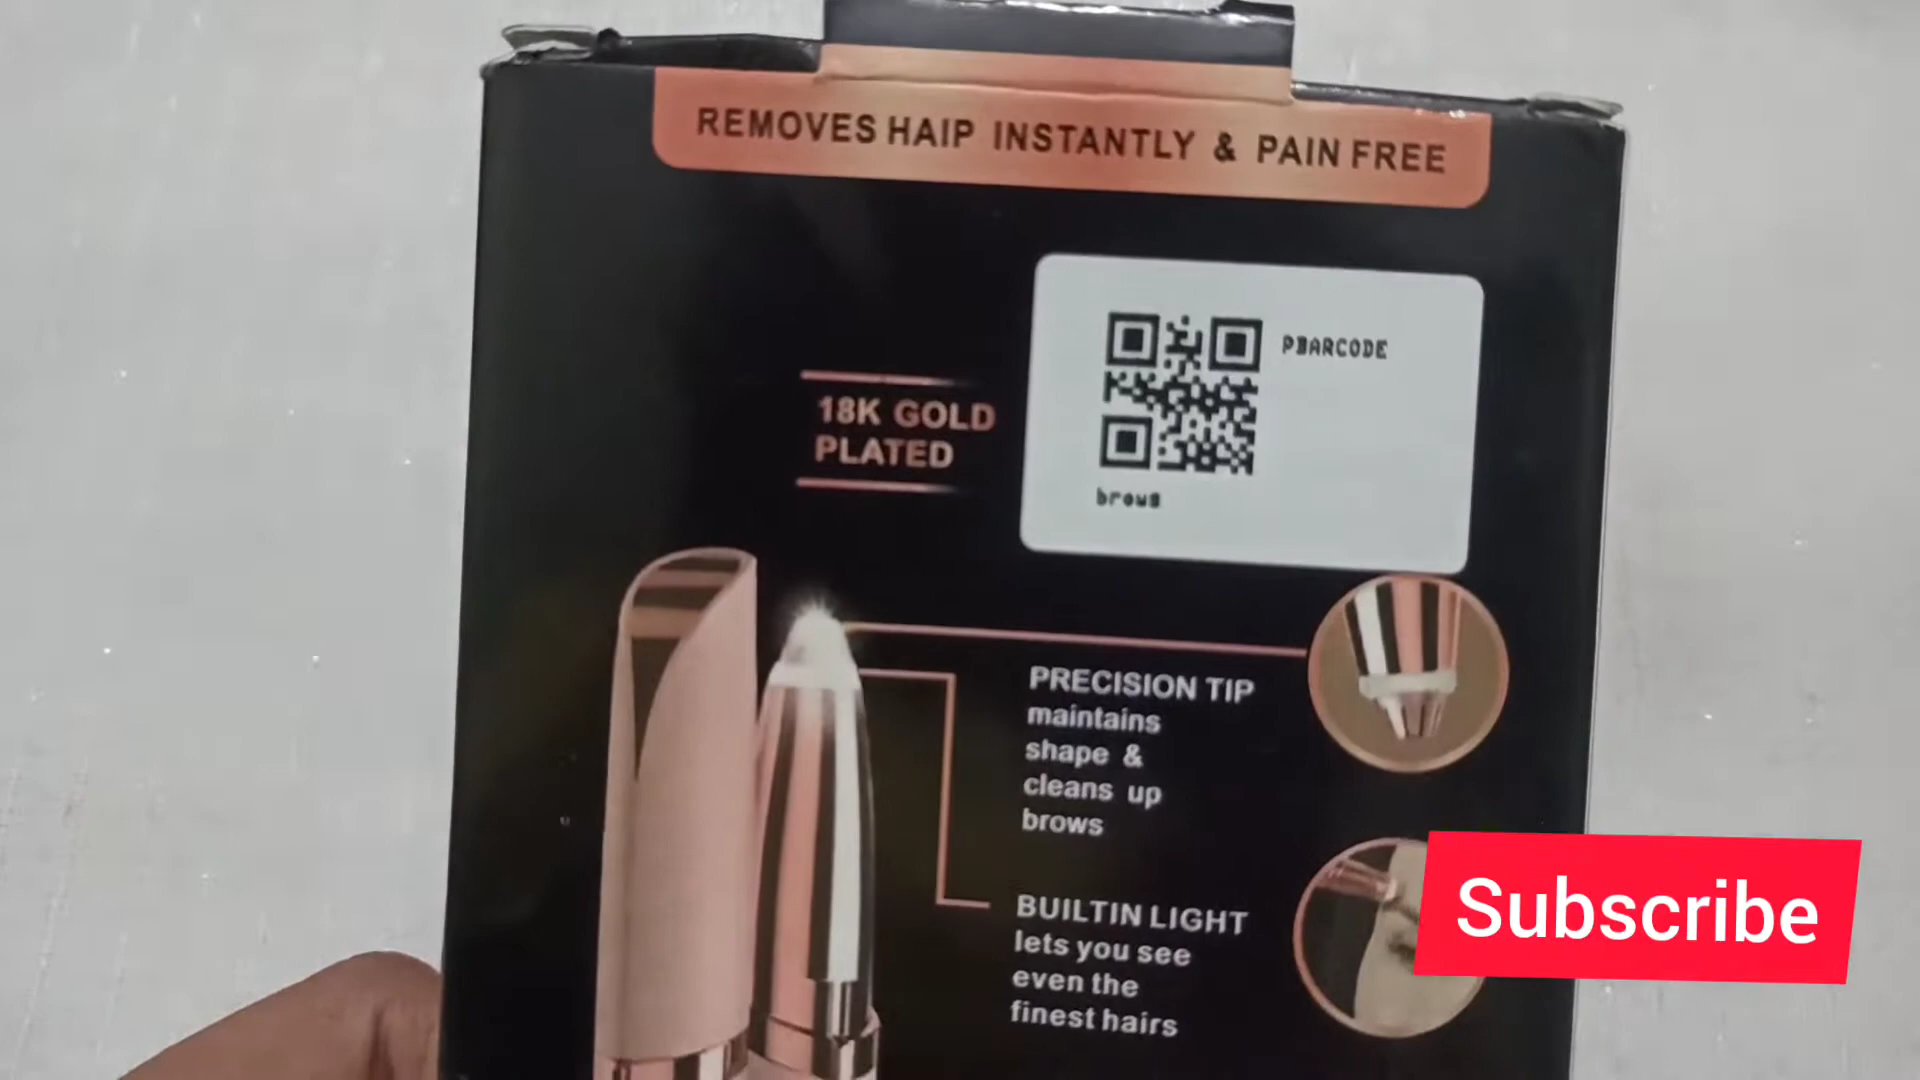 REMOVES HAIP INSTANTLY & PAIN FREE
PBARCODE
18K GOLD
PLATED
brows
PRECISION TIP
maintains
shape &
cleans up
brows
BUILTIN LIGHT
lets you see
even the
finest hairs
Subscribe